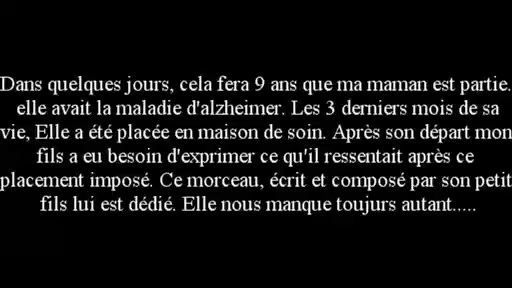 Dans quelques jours, cela fera 9 ans que ma maman est partie.
elle avait la maladie d'alzheimer. Les 3 derniers mois de sa
vie, Elle a été placée en maison de soin. Après son départ mon
fils a eu besoin d'exprimer ce qu'il ressentait après ce
placement imposé. Ce morceau, écrit et composé par son petit
fils lui est dédié. Elle nous manque toujurs autant.....